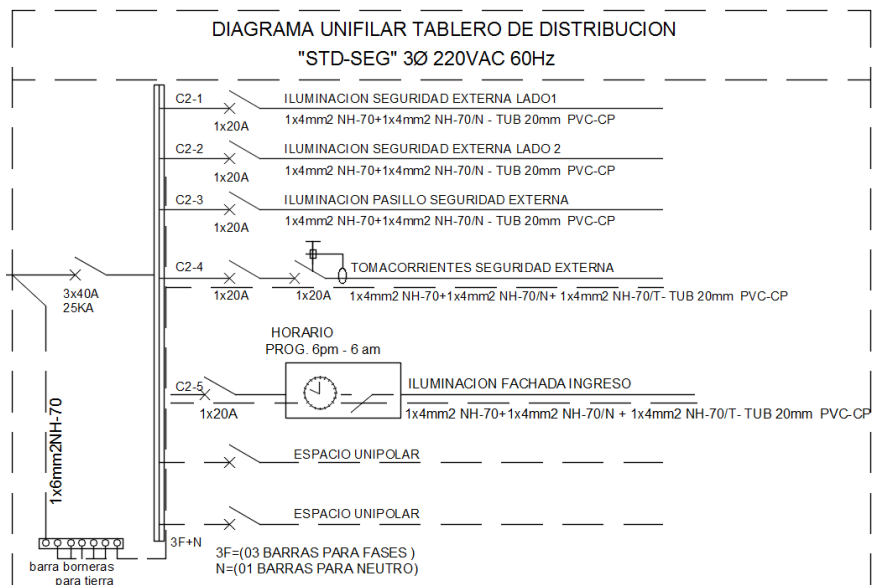 DIAGRAMA UNIFILAR TABLERO DE DISTRIBUCION
"STD-SEG" 3Ø 220VAC 60Hz
C2-1
ILUMINACION SEGURIDAD EXTERNA LADO1
1x20A
1x4mm2 NH-70+1x4mm2 NH-70/N - TUB 20mm PVC-CP
C2-2
ILUMINACION SEGURIDAD EXTERNA LADO 2
1x20A
1x4mm2 NH-70+1x4mm2 NH-70/N - TUB 20mm PVC-CP
C2-3
ILUMINACION PASILLO SEGURIDAD EXTERNA
1x20A
1x4mm2 NH-70+1x4mm2 NH-70/N - TUB 20mm PVC-CP
C2-4
TOMACORRIENTES SEGURIDAD EXTERNA
3x40A
25KA
1x20A
1x20A
1x4mm2 NH-70+1x4mm2 NH-70/N+ 1x4mm2 NH-70/T- TUB 20mm PVC-CP
HORARIO
PROG. 6pm - 6 am
C2-5
ILUMINACION FACHADA INGRESO
1x20A
1x4mm2 NH-70+1x4mm2 NH-70/N + 1x4mm2 NH-70/T- TUB 20mm PVC-CP
1x6mm2NH-70
ESPACIO UNIPOLAR
ESPACIO UNIPOLAR
3F+N
3F=(03 BARRAS PARA FASES )
N=(01 BARRAS PARA NEUTRO)
barra borneras
para tierra